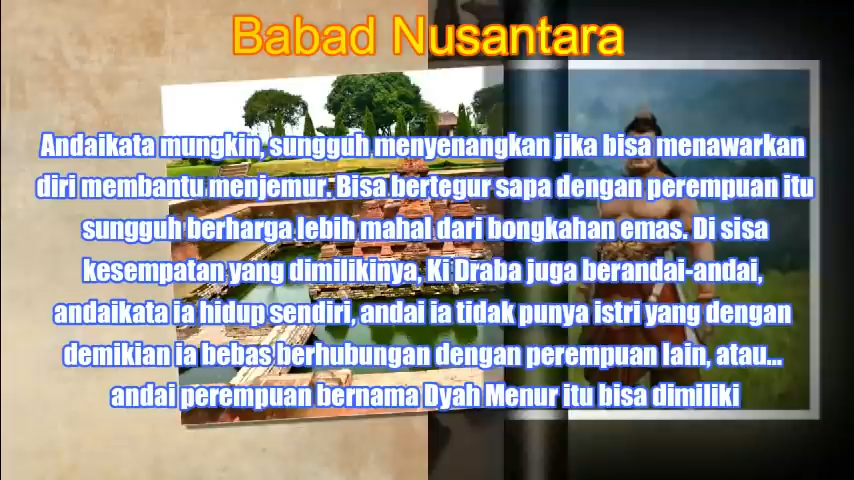 Babad Nusantara
Andaikata mungkin, sungguh menyenangkan jika bisa menawarkan
diri membantu menjemur. Bisa bertegur sapa dengan perempuan itu
sungguh berharga lebih mahal dari bongkahan emas. Di sisa
kesempatan yang dimilikinya, Ki Draba juga berandai-andai,
andaikata ia hidup sendiri, andai ia tidak punya istri yang dengan
demikian ia bebas berhubungan dengan perempuan lain, atau...
andai perempuan bernama Dyah Menur itu bisa dimiliki